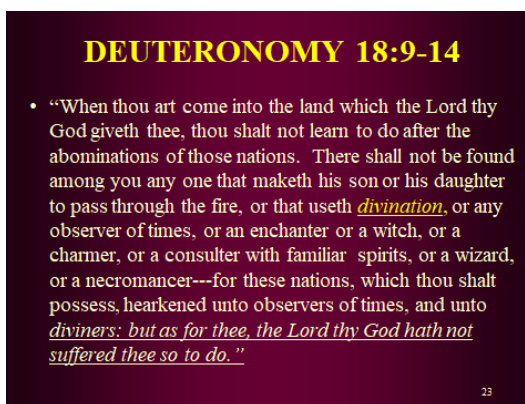 DEUTERONOMY 18:9-14
• “When thou art come into the land which the Lord thy
God giveth thee, thou shalt not learn to do after the
abominations of those nations.  There shall not be found
among you any one that maketh his son or his daughter
to pass through the fire, or that useth divination, or any
observer of times, or an enchanter or a witch, or a
charmer, or a consulter with familiar  spirits, or a wizard,
or a necromancer---for these nations, which thou shalt
possess, hearkened unto observers of times, and unto
diviners: but as for thee, the Lord thy God hath not
suffered thee so to do.”
23